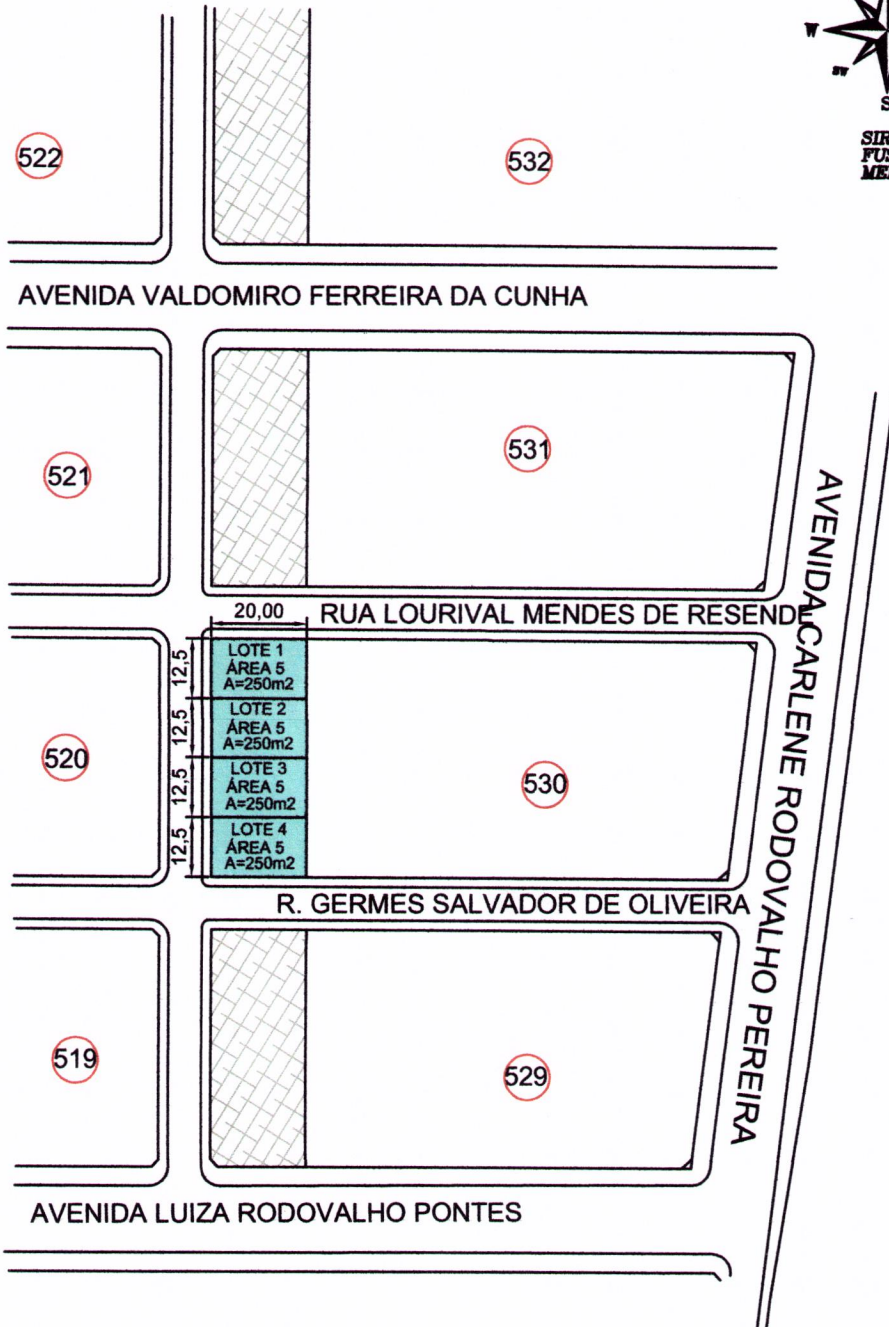 W
SW
S
522
532
AVENIDA VALDOMIRO FERREIRA DA CUNHA
521
531
20,00
RUA LOURIVAL MENDES DE RESENDE
12,5
LOTE 1
ÁREA 5
A=250m2
12,5
LOTE 2
ÁREA 5
A=250m2
12,5
LOTE 3
ÁREA 5
A=250m2
12,5
LOTE 4
ÁREA 5
A=250m2
520
530
AVENIDA CARLENE RODOVALHO PEREIRA
R. GERMES SALVADOR DE OLIVEIRA
519
529
AVENIDA LUIZA RODOVALHO PONTES